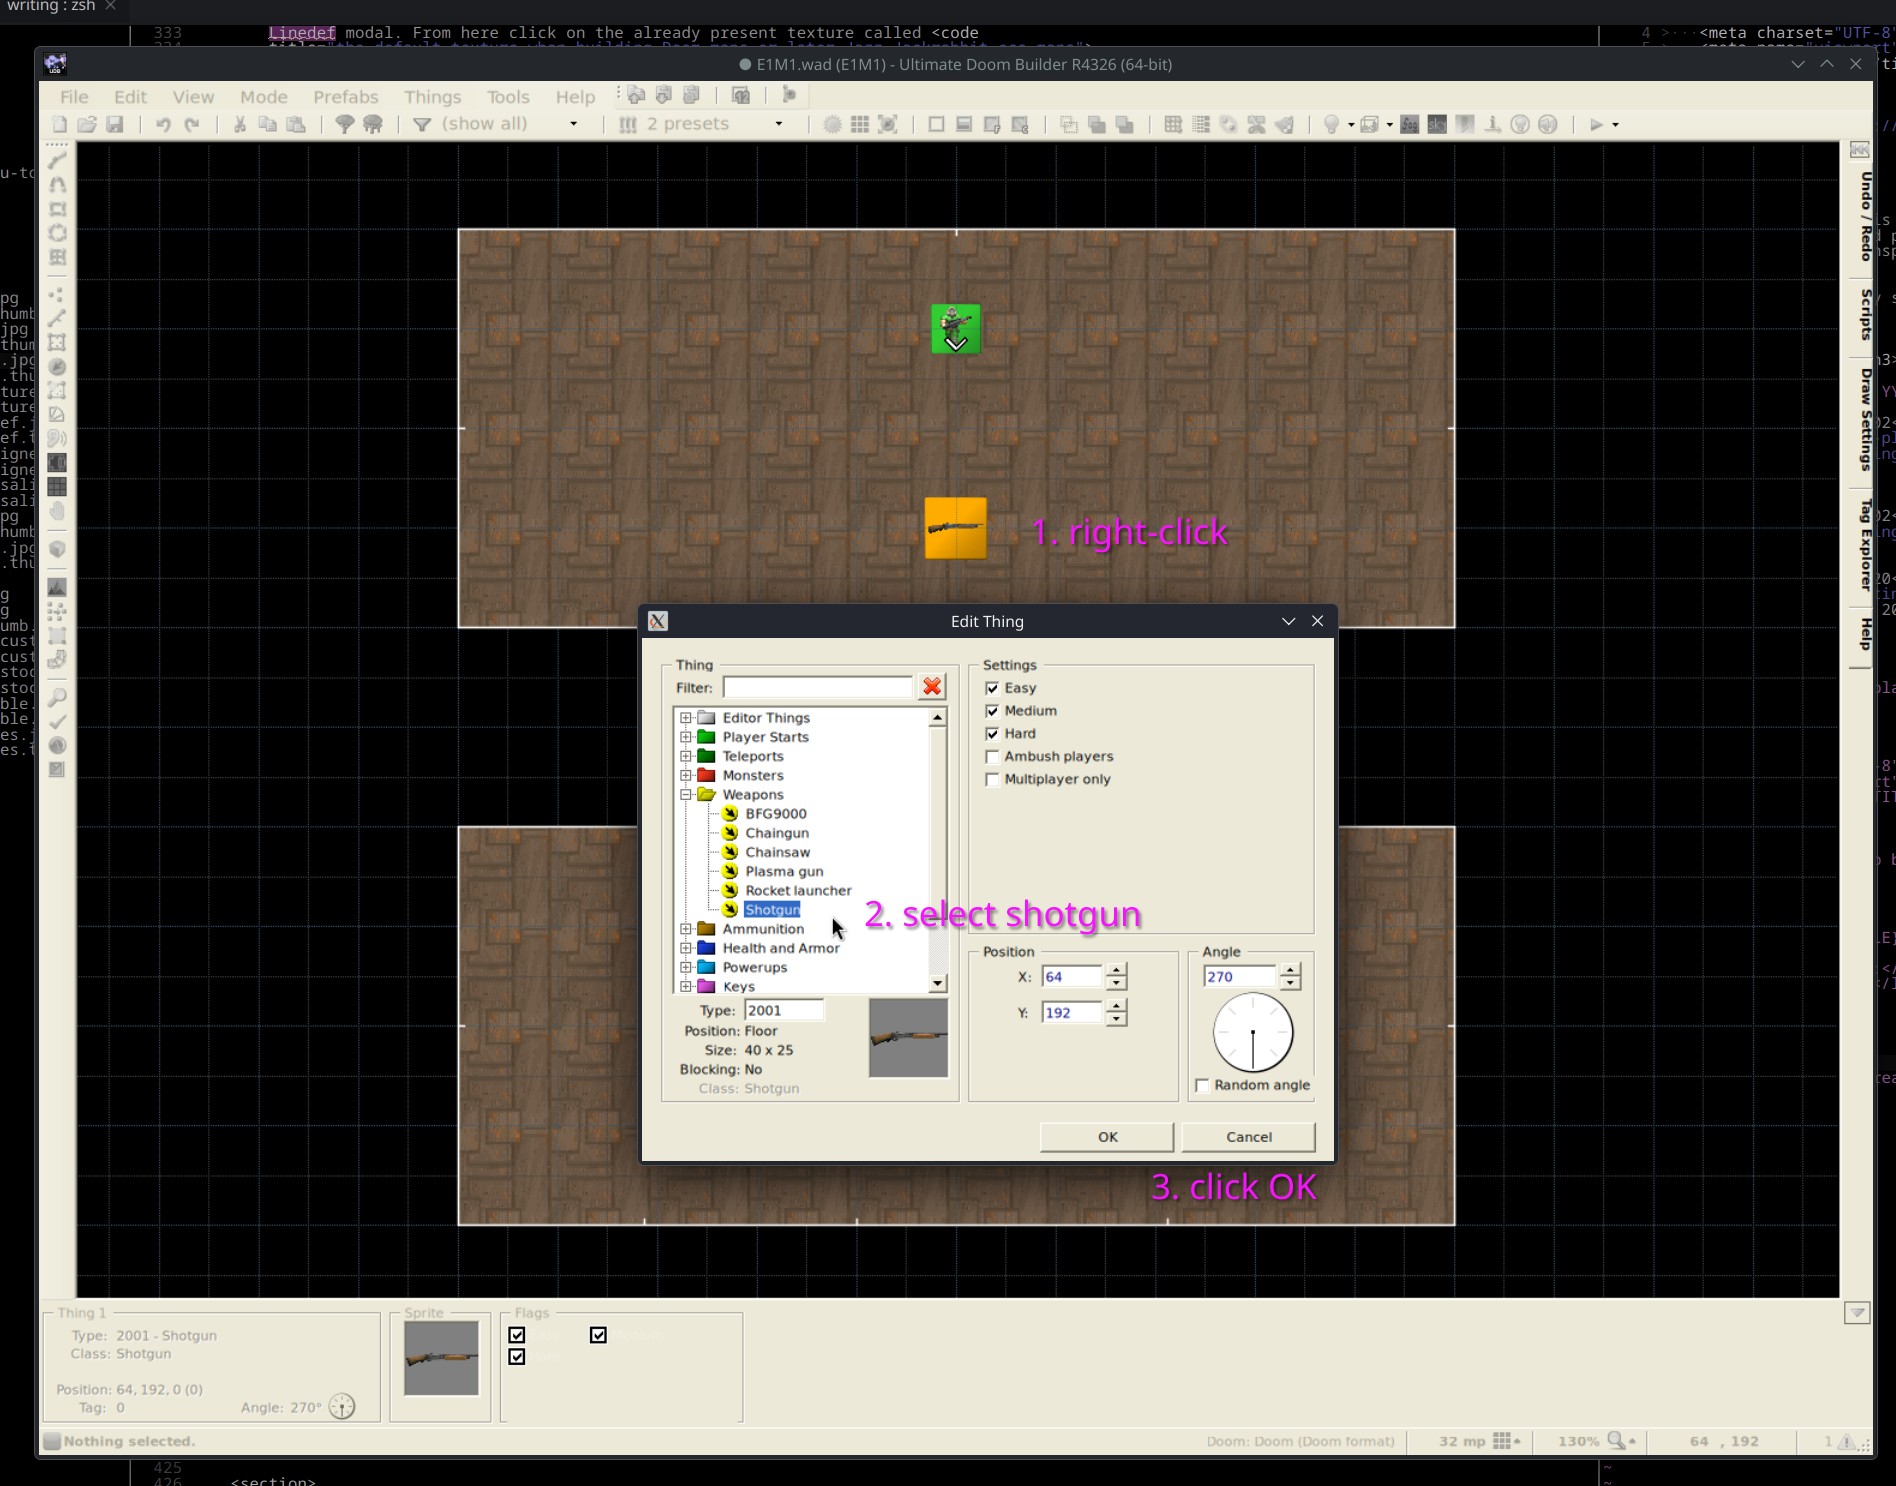 writing : zsh
333 Linedef modal. From here click on the already present texture called <code
4 <meta charset="UTF-8"
E1M1.wad (E1M1) - Ultimate Doom Builder R4326 (64-bit)
File Edit View Mode Prefabs Things Tools Help
(show all) 2 presets
Undo / Redo
Scripts
Draw Settings
Tag Explorer
Help
1. right-click
Edit Thing
Thing
Filter:
Editor Things
Player Starts
Teleports
Monsters
Weapons
BFG9000
Chaingun
Chainsaw
Plasma gun
Rocket launcher
Shotgun
Ammunition
Health and Armor
Powerups
Keys
Type: 2001
Position: Floor
Size: 40 x 25
Blocking: No
Class: Shotgun
Settings
Easy
Medium
Hard
Ambush players
Multiplayer only
2. select shotgun
Position
X: 64
Y: 192
Angle
270
Random angle
OK Cancel
3. click OK
Thing 1
Type: 2001 - Shotgun
Class: Shotgun
Position: 64, 192, 0 (0)
Tag: 0 Angle: 270°
Sprite
Flags
Nothing selected.
Doom: Doom (Doom format) 32 mp 130% 64 , 192 1
425
426 <section>